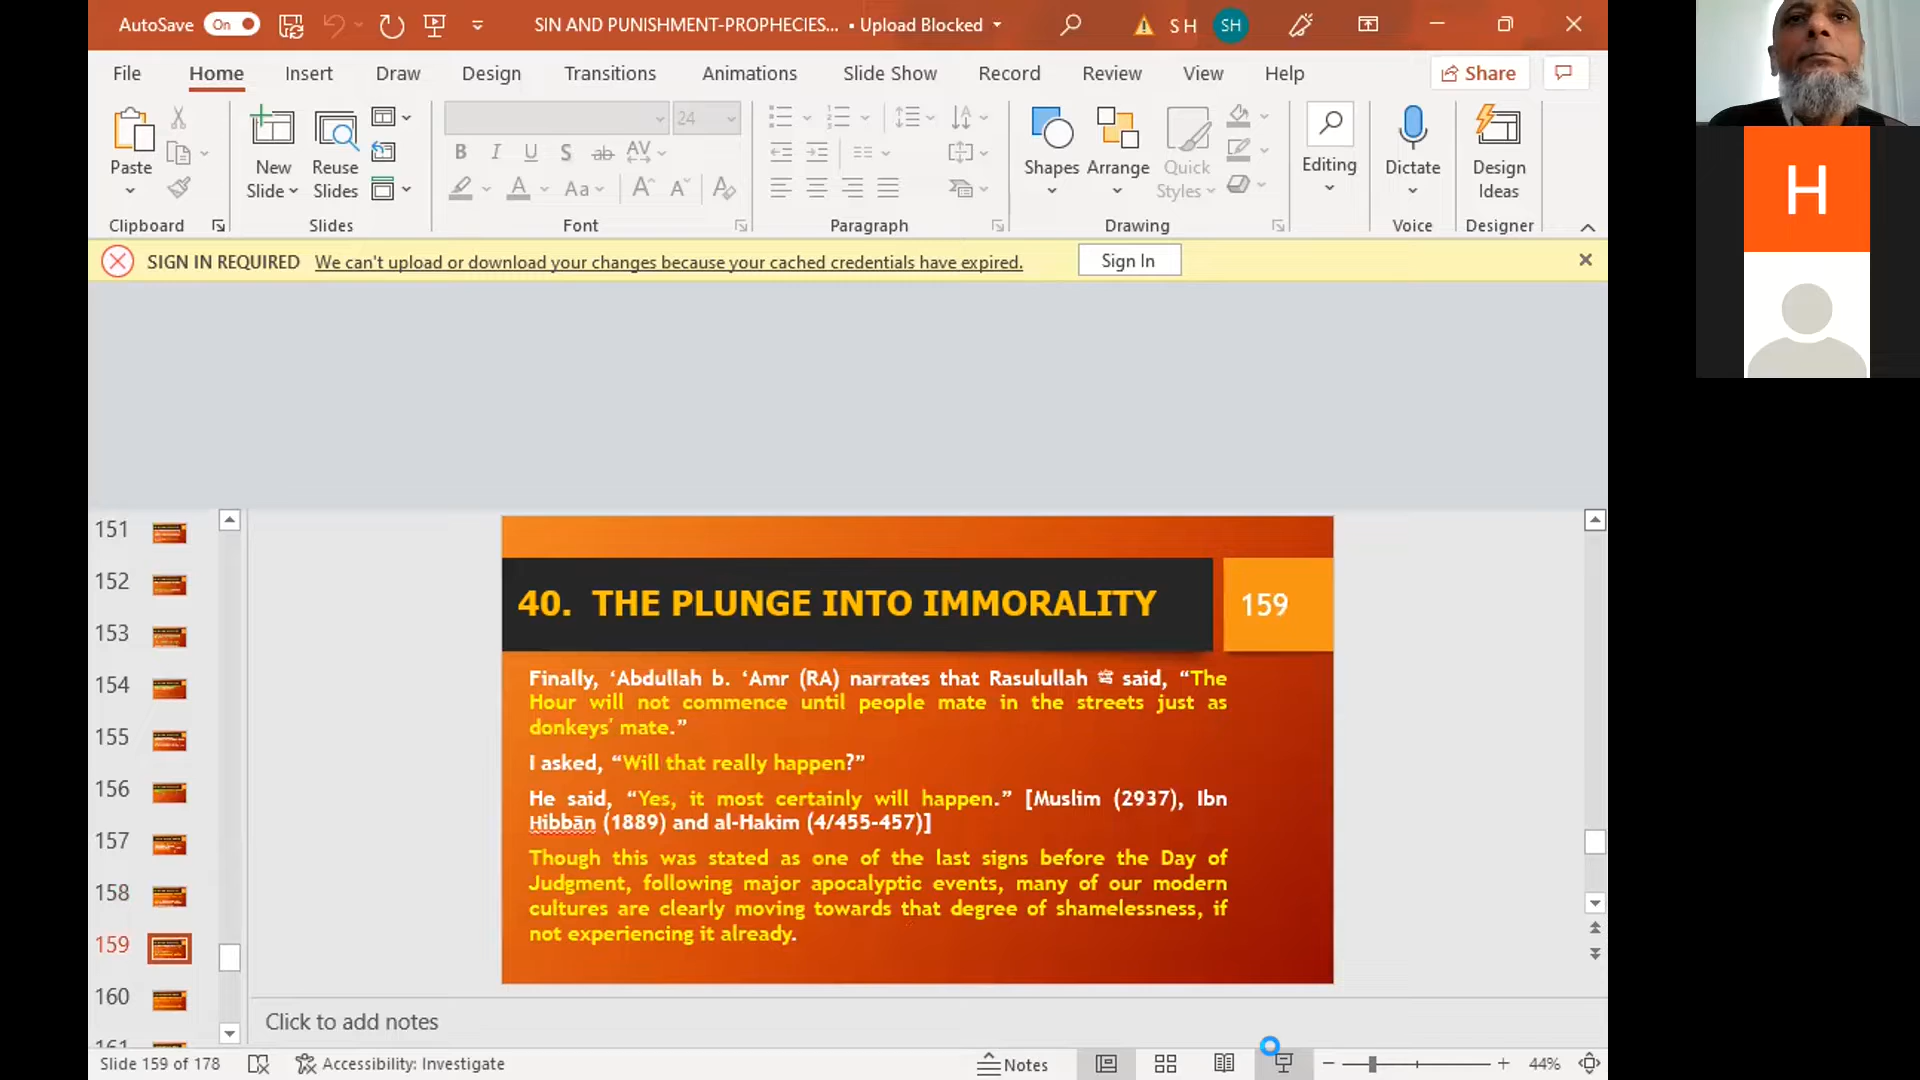 AutoSave On SIN AND PUNISHMENT-PROPHECIES... • Upload Blocked S H SH
File Home Insert Draw Design Transitions Animations Slide Show Record Review View Help Share
24
Paste New Slide Reuse Slides B I U S ab AV Aa A A A Shapes Arrange Quick Styles Editing Dictate Design Ideas
Clipboard Slides Font Paragraph Drawing Voice Designer
SIGN IN REQUIRED We can't upload or download your changes because your cached credentials have expired. Sign In
H
151
152
153
154
155
156
157
158
159
160
161
40. THE PLUNGE INTO IMMORALITY 159
Finally, ‘Abdullah b. ‘Amr (RA) narrates that Rasulullah ﷺ said, “The
Hour will not commence until people mate in the streets just as
donkeys’ mate.”
I asked, “Will that really happen?”
He said, “Yes, it most certainly will happen.” [Muslim (2937), Ibn
Hibbān (1889) and al-Hakim (4/455-457)]
Though this was stated as one of the last signs before the Day of
Judgment, following major apocalyptic events, many of our modern
cultures are clearly moving towards that degree of shamelessness, if
not experiencing it already.
Click to add notes
Slide 159 of 178 Accessibility: Investigate Notes 44%